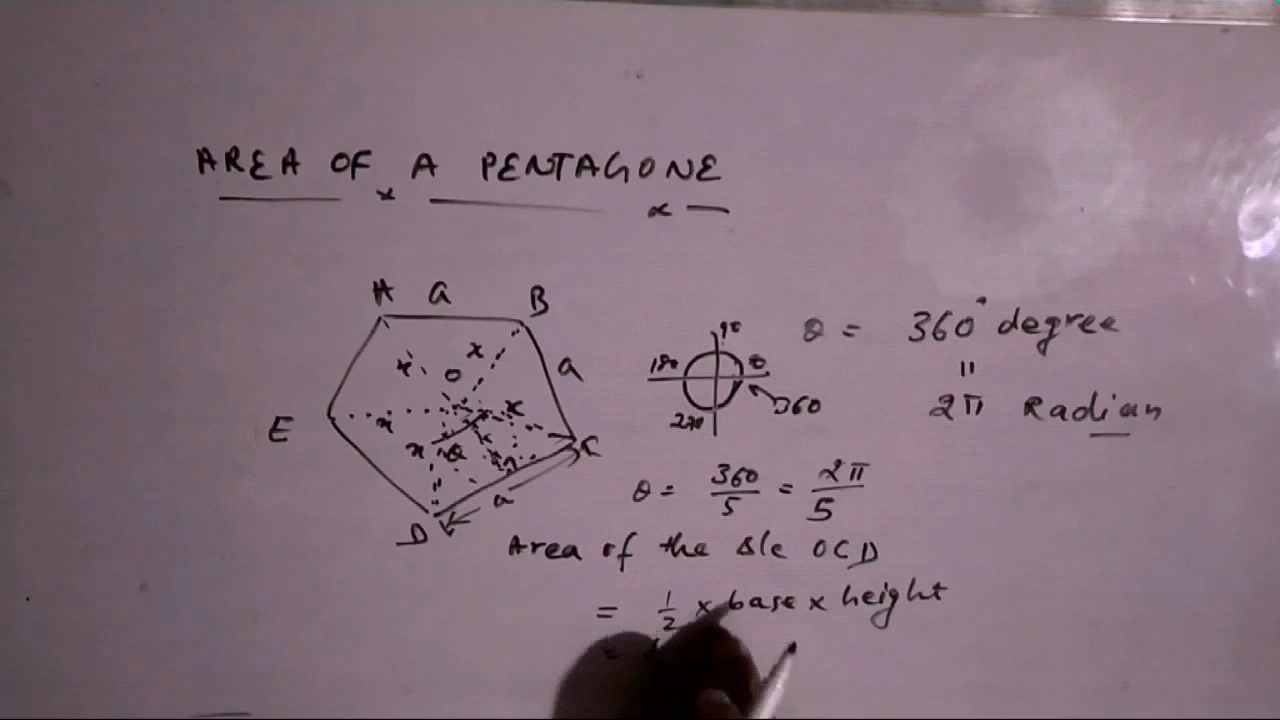 AREA OF A PENTAGONE
A a B
x x O a
E x x C
x θ
a
D
90
180 0
270 360
θ = 360° degree
=
2π Radian
θ = 360/5 = 2π/5
Area of the sle OCD
= 1/2 x base x height
=